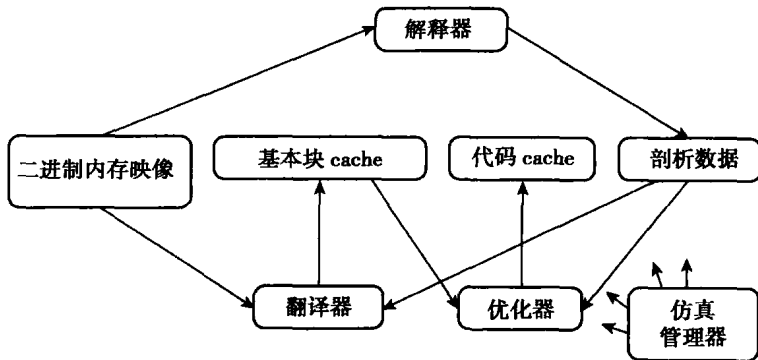 解释器
二进制内存映像
基本块 cache
代码 cache
剖析数据
翻译器
优化器
仿真
管理器